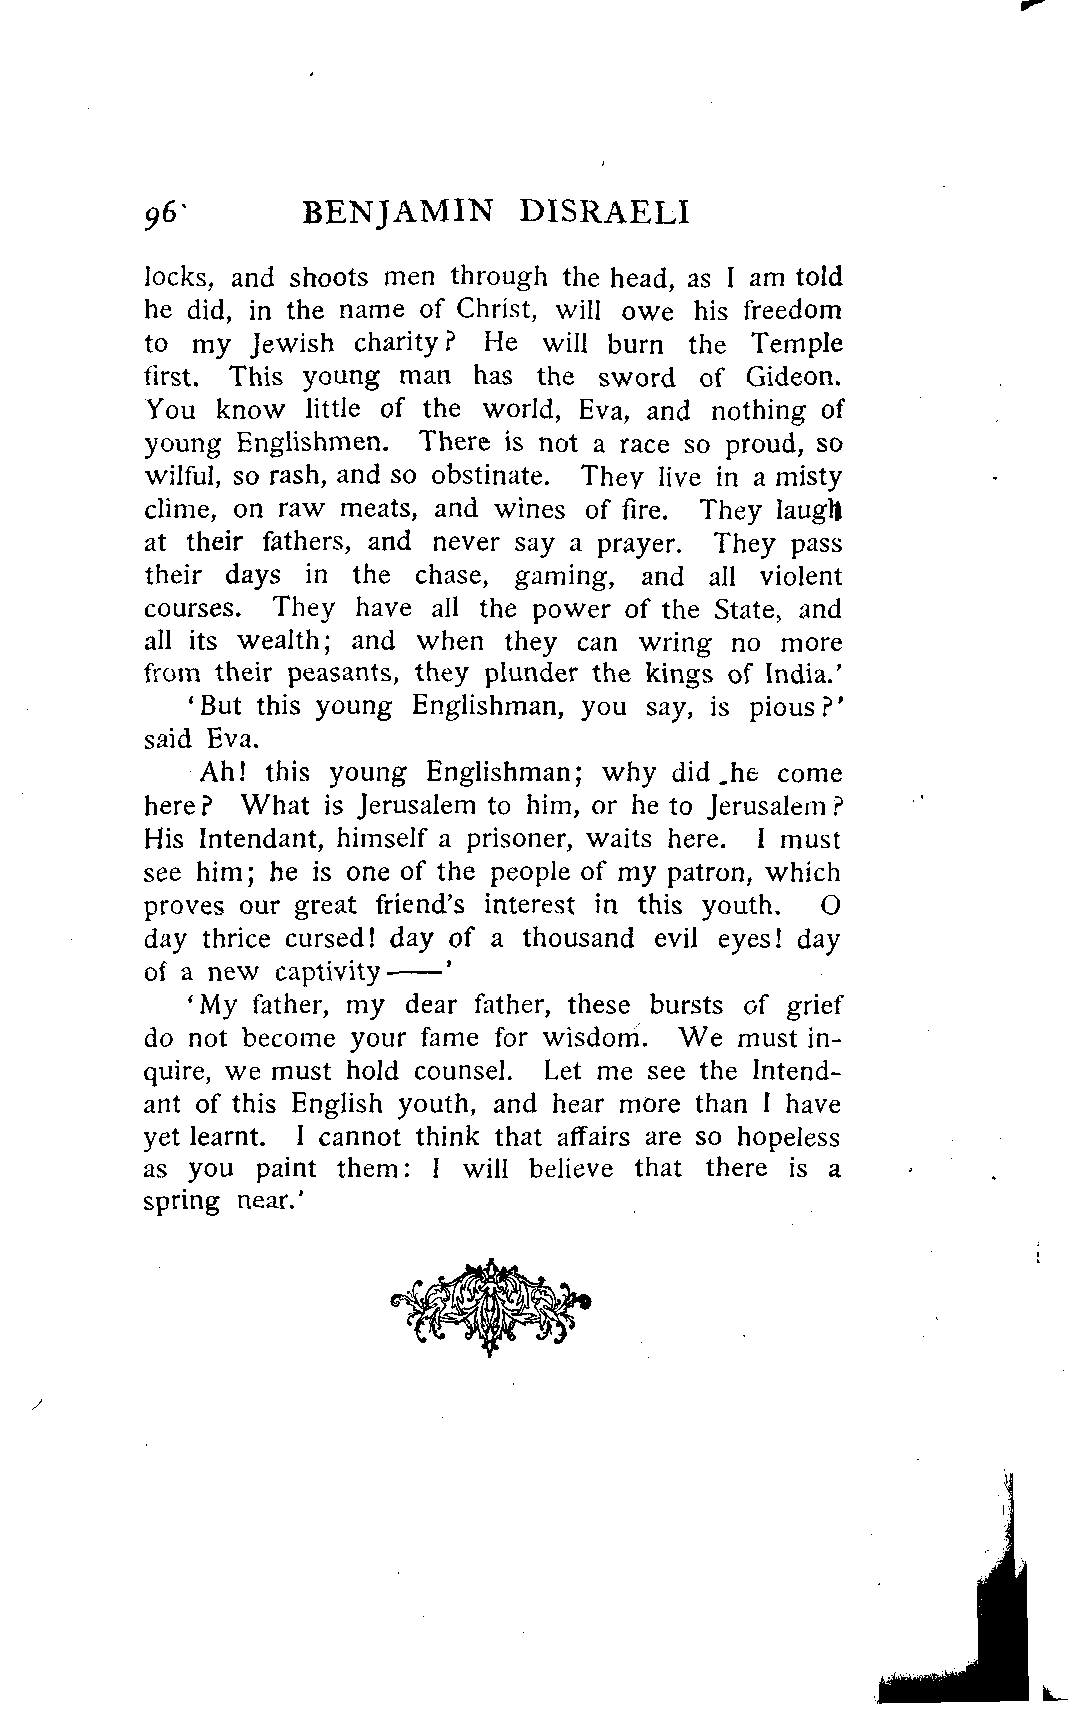 96 BENJAMIN DISRAELI
locks, and shoots men through the head, as I am told
he did, in the name of Christ, will owe his freedom
to my Jewish charity? He will burn the Temple
first. This young man has the sword of Gideon.
You know little of the world, Eva, and nothing of
young Englishmen. There is not a race so proud, so
wilful, so rash, and so obstinate. They live in a misty
clime, on raw meats, and wines of fire. They laugh
at their fathers, and never say a prayer. They pass
their days in the chase, gaming, and all violent
courses. They have all the power of the State, and
all its wealth; and when they can wring no more
from their peasants, they plunder the kings of India.'
'But this young Englishman, you say, is pious?'
said Eva.
Ah! this young Englishman; why did he come
here? What is Jerusalem to him, or he to Jerusalem?
His Intendant, himself a prisoner, waits here. I must
see him; he is one of the people of my patron, which
proves our great friend's interest in this youth. O
day thrice cursed! day of a thousand evil eyes! day
of a new captivity——'
'My father, my dear father, these bursts of grief
do not become your fame for wisdom. We must in-
quire, we must hold counsel. Let me see the Intend-
ant of this English youth, and hear more than I have
yet learnt. I cannot think that affairs are so hopeless
as you paint them: I will believe that there is a
spring near.'